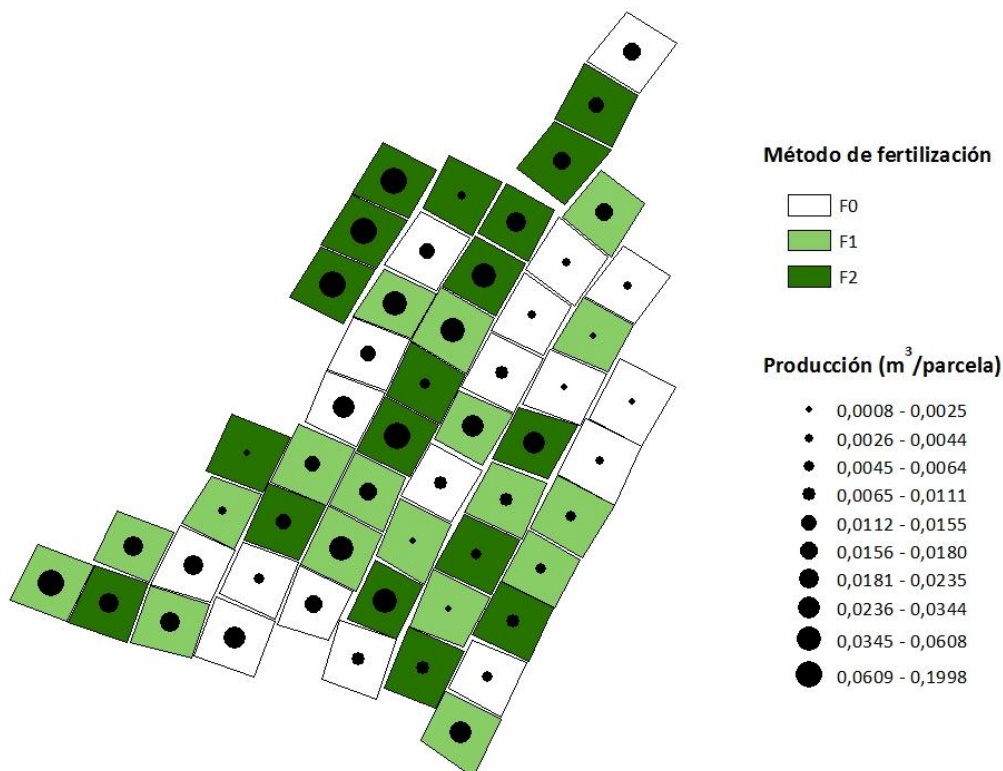 Método de fertilización
F0
F1
F2
Producción (m³/parcela)
0,0008 - 0,0025
0,0026 - 0,0044
0,0045 - 0,0064
0,0065 - 0,0111
0,0112 - 0,0155
0,0156 - 0,0180
0,0181 - 0,0235
0,0236 - 0,0344
0,0345 - 0,0608
0,0609 - 0,1998